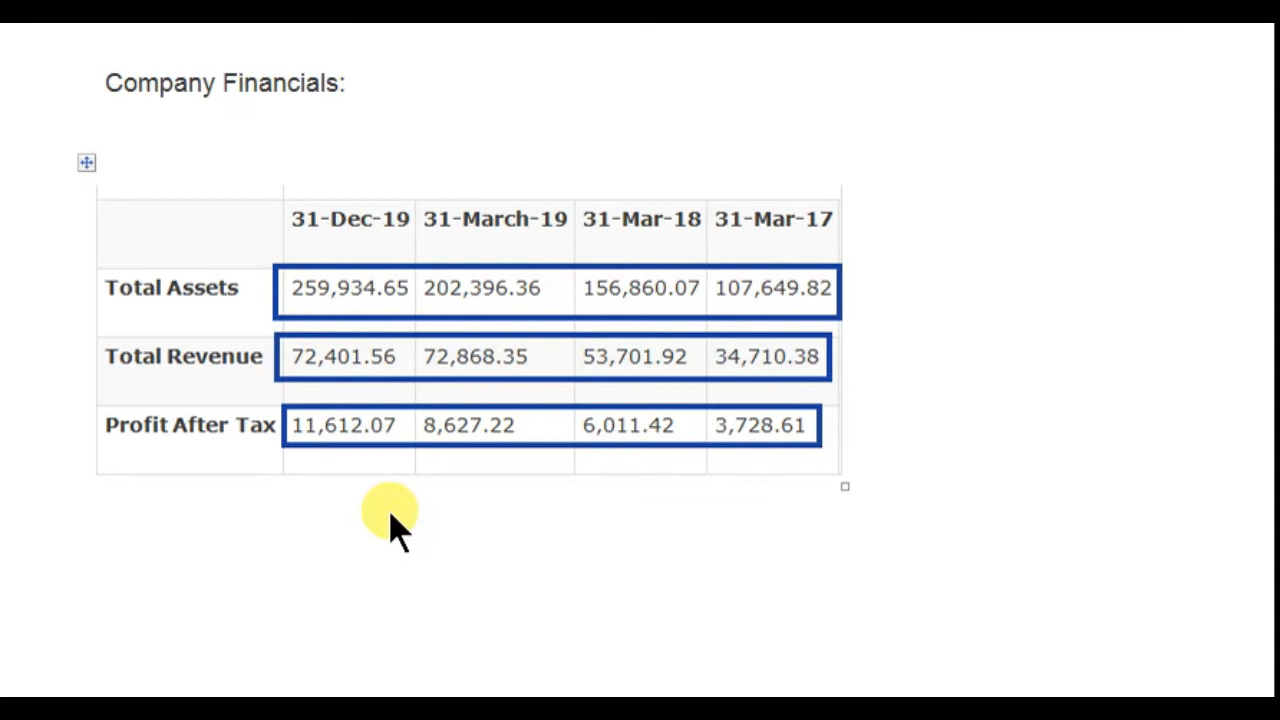 Company Financials:
31-Dec-19 31-March-19 31-Mar-18 31-Mar-17
Total Assets 259,934.65 202,396.36 156,860.07 107,649.82
Total Revenue 72,401.56 72,868.35 53,701.92 34,710.38
Profit After Tax 11,612.07 8,627.22 6,011.42 3,728.61